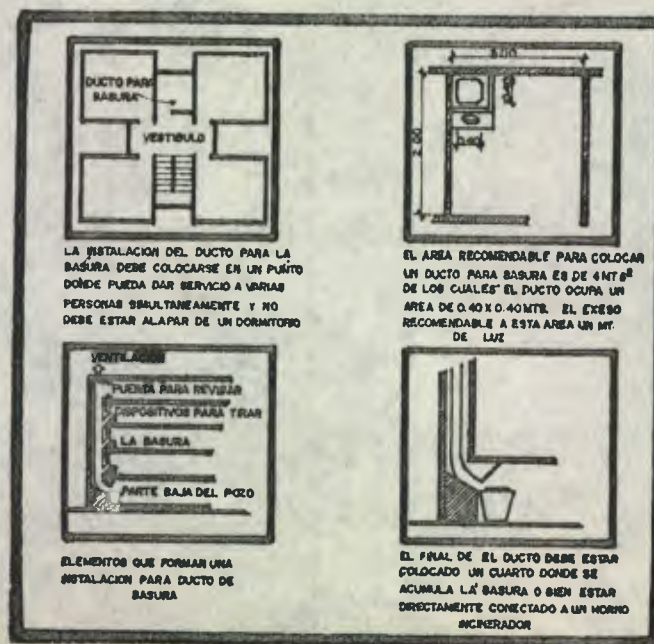 DUCTO PARA
BASURA
VESTIBULO
LA INSTALACION DEL DUCTO PARA LA
BASURA DEBE COLOCARSE EN UN PUNTO
DONDE PUEDA DAR SERVICIO A VARIAS
PERSONAS SIMULTANEAMENTE Y NO
DEBE ESTAR ALAPAR DE UN DORMITORIO
2.00
EL AREA RECOMENDABLE PARA COLOCAR
UN DUCTO PARA BASURA ES DE 4 MTS²
DE LOS CUALES EL DUCTO OCUPA UN
AREA DE 0.40 X 0.40 MTS. EL EXESO
RECOMENDABLE A ESTA AREA UN MT.
DE LUZ
VENTILACION
PUERTA PARA REVISAR
DISPOSITIVOS PARA TIRAR
LA BASURA
PARTE BAJA DEL POZO
ELEMENTOS QUE FORMAN UNA
INSTALACION PARA DUCTO DE
BASURA
EL FINAL DE EL DUCTO DEBE ESTAR
COLOCADO UN CUARTO DONDE SE
ACUMULA LA BASURA O BIEN ESTAR
DIRECTAMENTE CONECTADO A UN HORNO
INCINERADOR